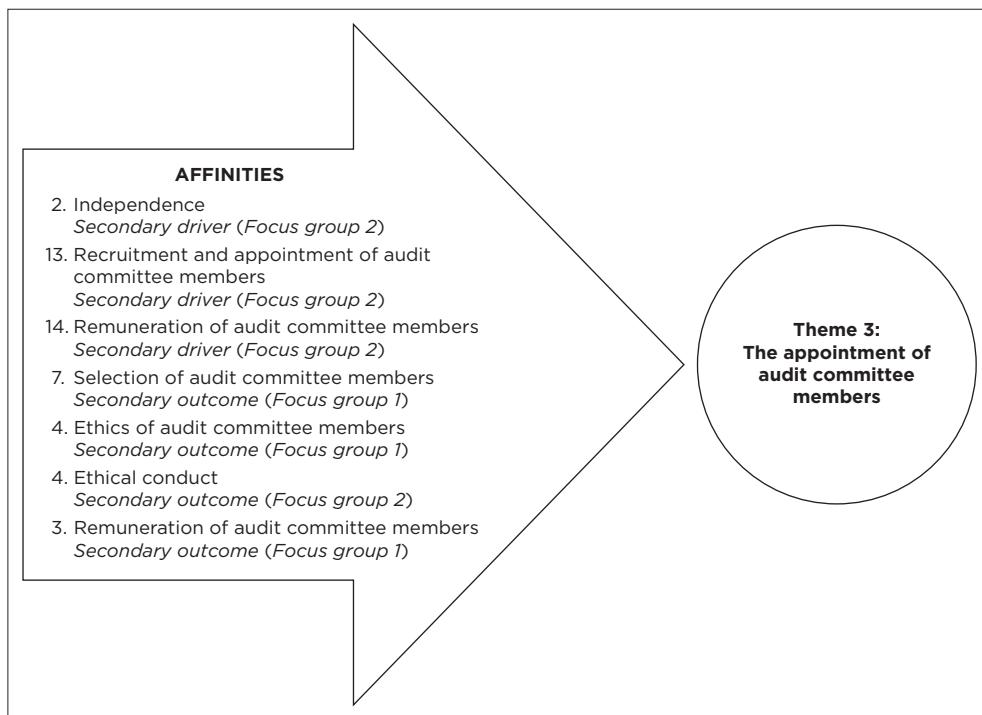 AFFINITIES
2. Independence
Secondary driver (Focus group 2)
13. Recruitment and appointment of audit
committee members
Secondary driver (Focus group 2)
14. Remuneration of audit committee members
Secondary driver (Focus group 2)
7. Selection of audit committee members
Secondary outcome (Focus group 1)
4. Ethics of audit committee members
Secondary outcome (Focus group 1)
4. Ethical conduct
Secondary outcome (Focus group 2)
3. Remuneration of audit committee members
Secondary outcome (Focus group 1)
Theme 3:
The appointment of
audit committee
members